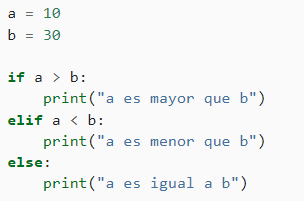 a = 10
b = 30

if a > b:
    print("a es mayor que b")
elif a < b:
    print("a es menor que b")
else:
    print("a es igual a b")